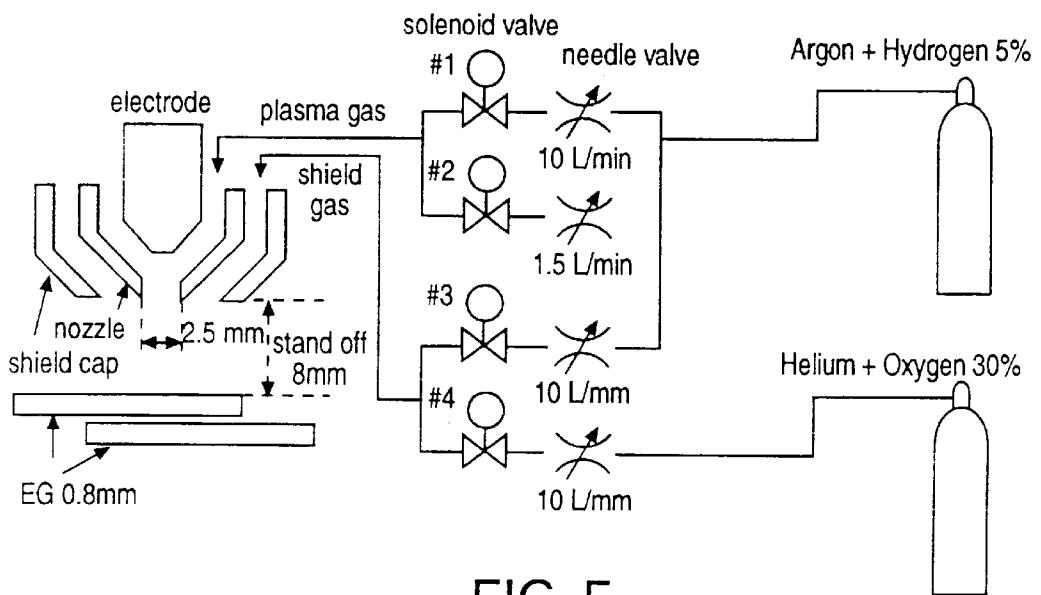 solenoid valve
#1
needle valve
Argon + Hydrogen 5%
electrode
plasma gas
10 L/min
shield
gas
#2
1.5 L/min
#3
nozzle
2.5 mm
stand off
8mm
shield cap
10 L/mm
Helium + Oxygen 30%
#4
EG 0.8mm
10 L/mm